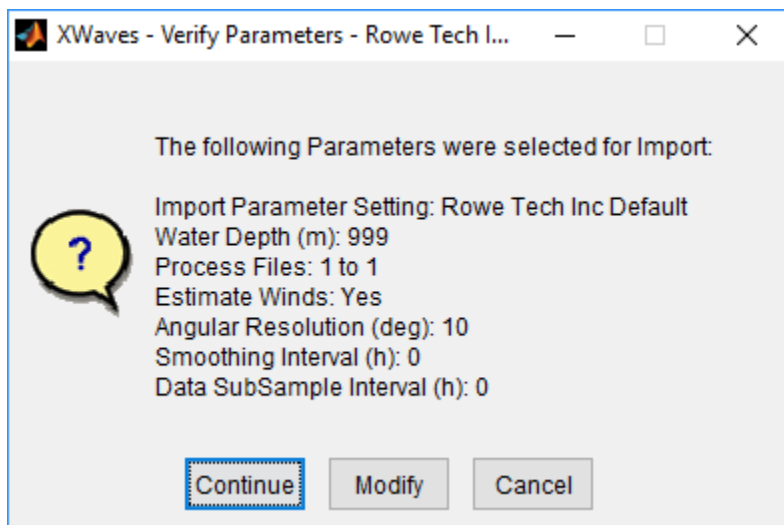 XWaves - Verify Parameters - Rowe Tech I...
The following Parameters were selected for Import:
Import Parameter Setting: Rowe Tech Inc Default
Water Depth (m): 999
Process Files: 1 to 1
Estimate Winds: Yes
Angular Resolution (deg): 10
Smoothing Interval (h): 0
Data SubSample Interval (h): 0
?
Continue Modify Cancel